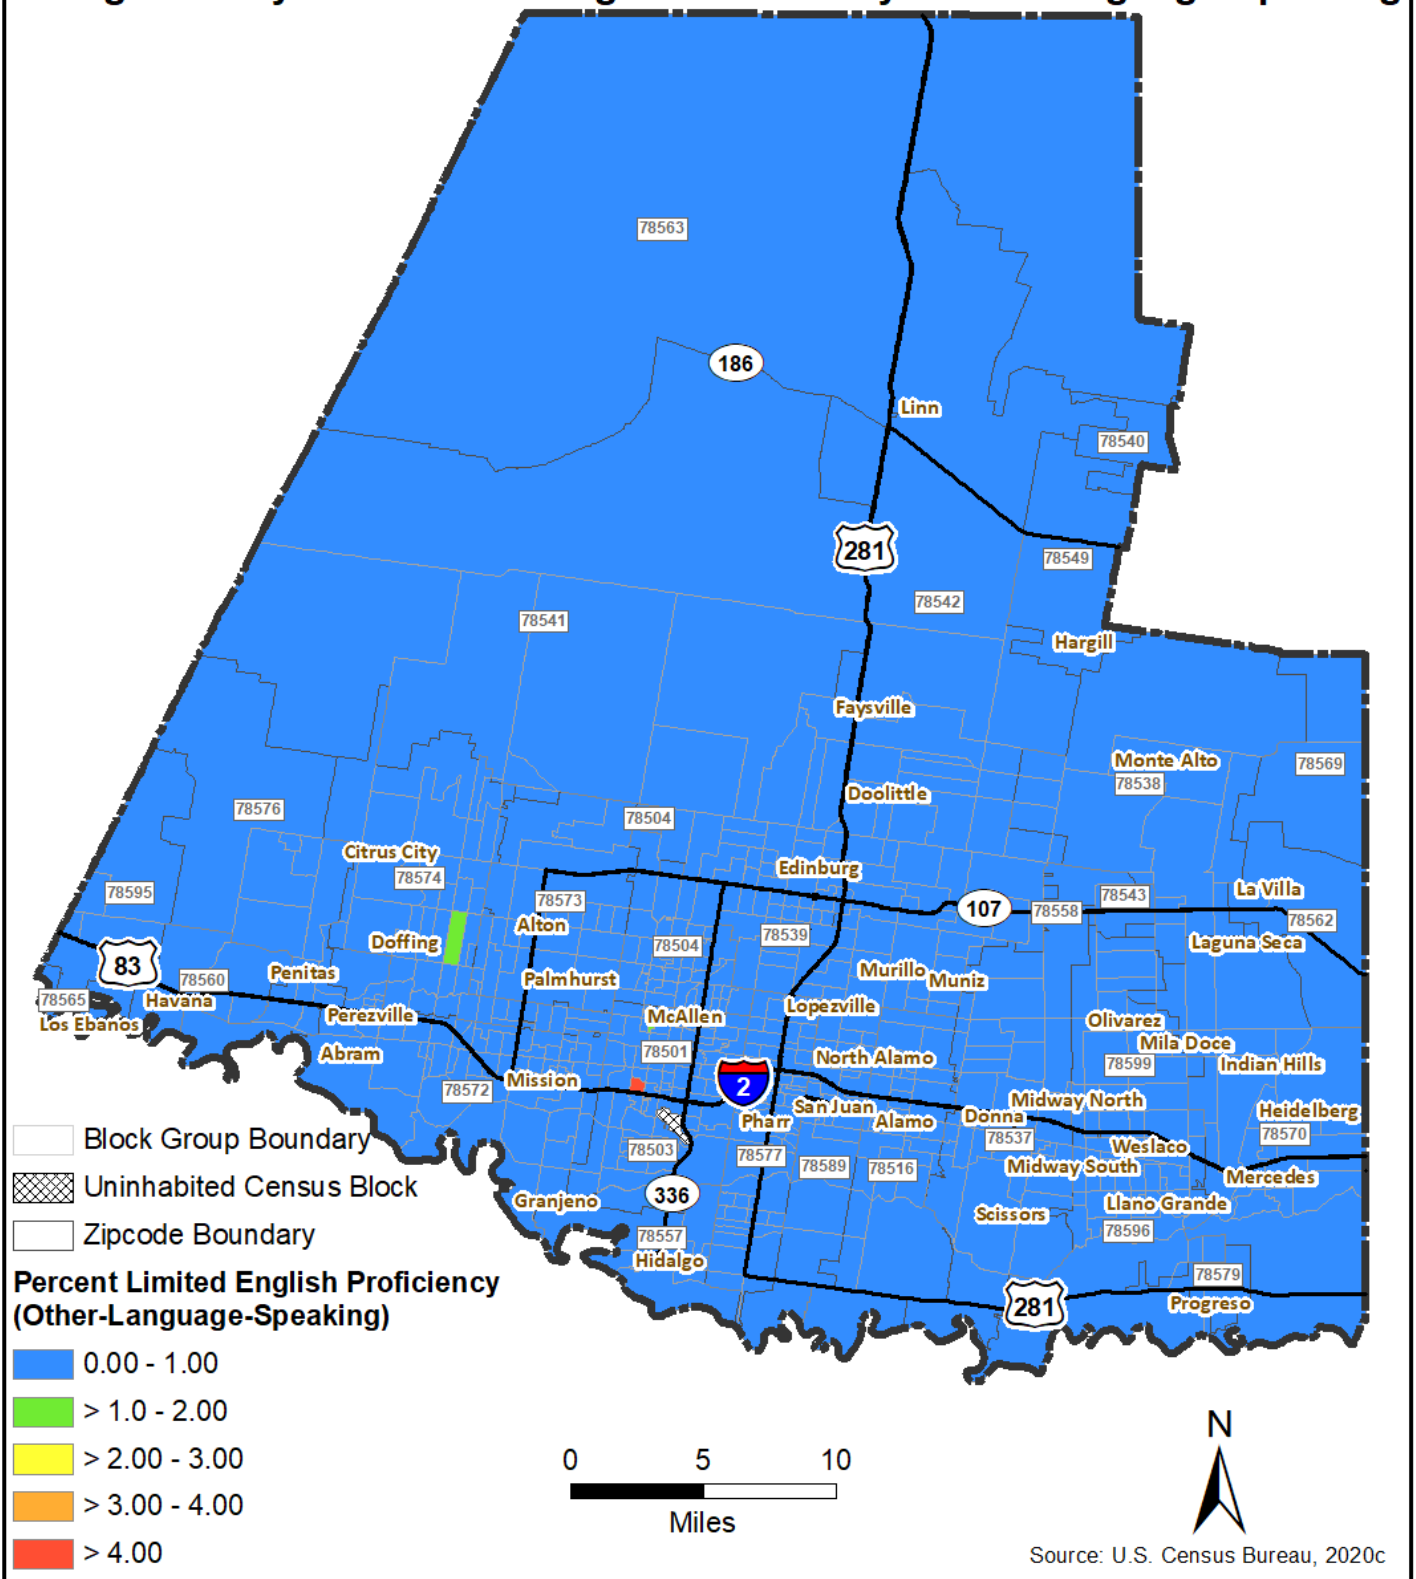 78563
186
Linn
78540
281
78549
78542
78541
Hargill
Faysville
Monte Alto
78569
78538
Doolittle
78576
78504
Citrus City
Edinburg
78574
La Villa
78595
78573
78543
107
78558
78562
Alton
78539
Doffing
78504
Laguna Seca
83
Murillo
Muniz
Penitas
78560
Palmhurst
78565
Havana
Lopezville
Perezville
McAllen
Los Ebanos
Olivarez
Mila Doce
Abram
78501
North Alamo
78599
Indian Hills
Mission
2
78572
Midway North
San Juan
Donna
Heidelberg
Pharr
Alamo
78570
Block Group Boundary
78537
Weslaco
78503
78577
78589
78516
Midway South
Mercedes
Uninhabited Census Block
336
Granjeno
Llano Grande
Scissors
Zipcode Boundary
78557
78596
Hidalgo
78579
Percent Limited English Proficiency
(Other-Language-Speaking)
281
Progreso
0.00 - 1.00
> 1.0 - 2.00
> 2.00 - 3.00
> 3.00 - 4.00
> 4.00
0 5 10
Miles
N
Source: U.S. Census Bureau, 2020c